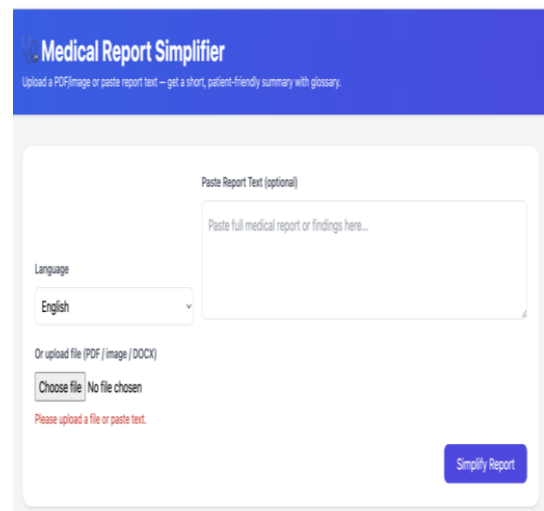 🩺 Medical Report Simplifier
Upload a PDF/image or paste report text — get a short, patient-friendly summary with glossary.
Paste Report Text (optional)
Paste full medical report or findings here...
Language
English
Or upload file (PDF / image / DOCX)
Choose file No file chosen
Please upload a file or paste text.
Simplify Report